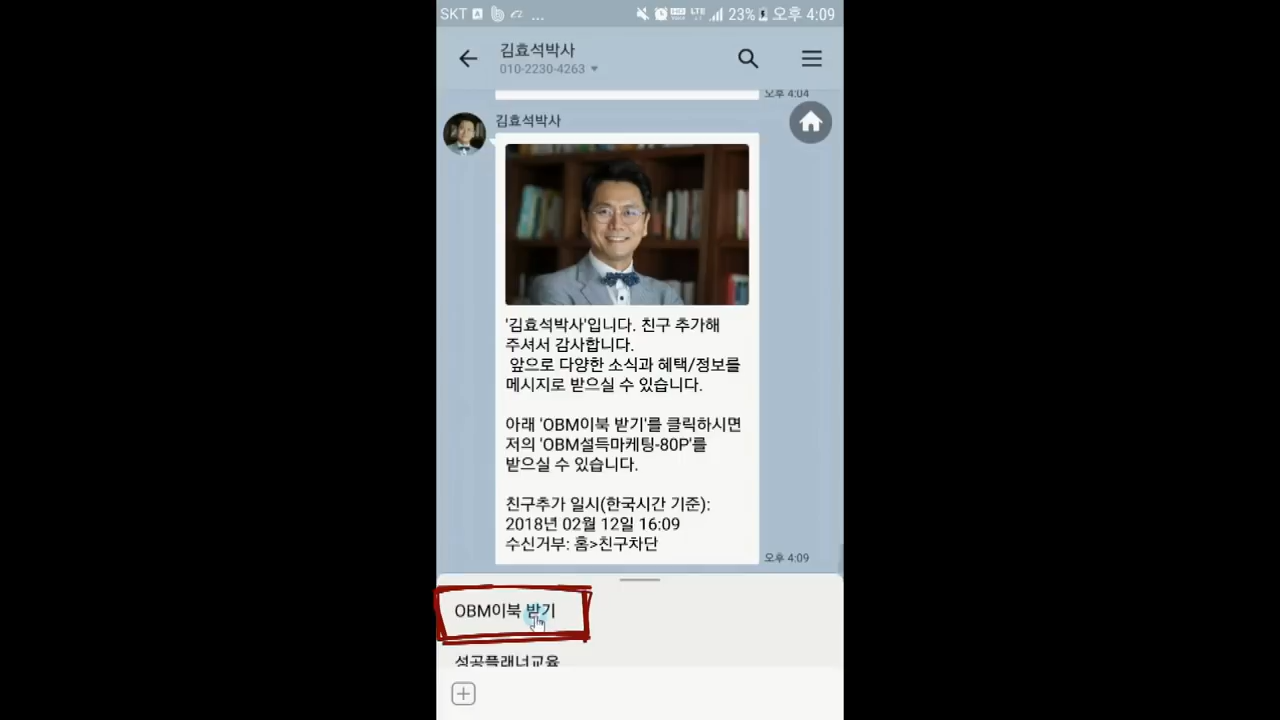 SKT ... 23% 오후 4:09
김효석박사
010-2230-4263
오후 4:04
김효석박사
'김효석박사'입니다. 친구 추가해
주셔서 감사합니다.
앞으로 다양한 소식과 혜택/정보를
메시지로 받으실 수 있습니다.
아래 'OBM이북 받기'를 클릭하시면
저의 'OBM설득마케팅-80P'를
받으실 수 있습니다.
친구추가 일시(한국시간 기준):
2018년 02월 12일 16:09
수신거부: 홈>친구차단
오후 4:09
OBM이북 받기
성공플래너교육